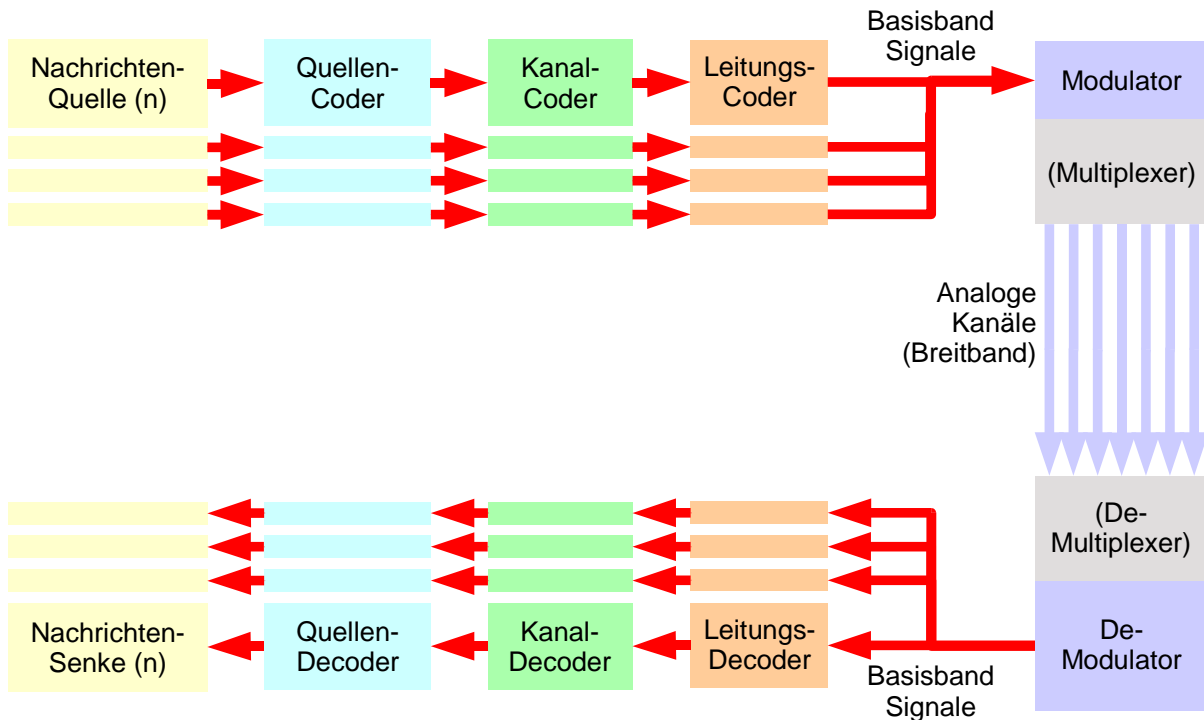 Basisband
Signale
Nachrichten-
Quelle (n)
Quellen-
Coder
Kanal-
Coder
Leitungs-
Coder
Modulator
(Multiplexer)
Analoge
Kanäle
(Breitband)
(De-
Multiplexer)
Nachrichten-
Senke (n)
Quellen-
Decoder
Kanal-
Decoder
Leitungs-
Decoder
De-
Modulator
Basisband
Signale